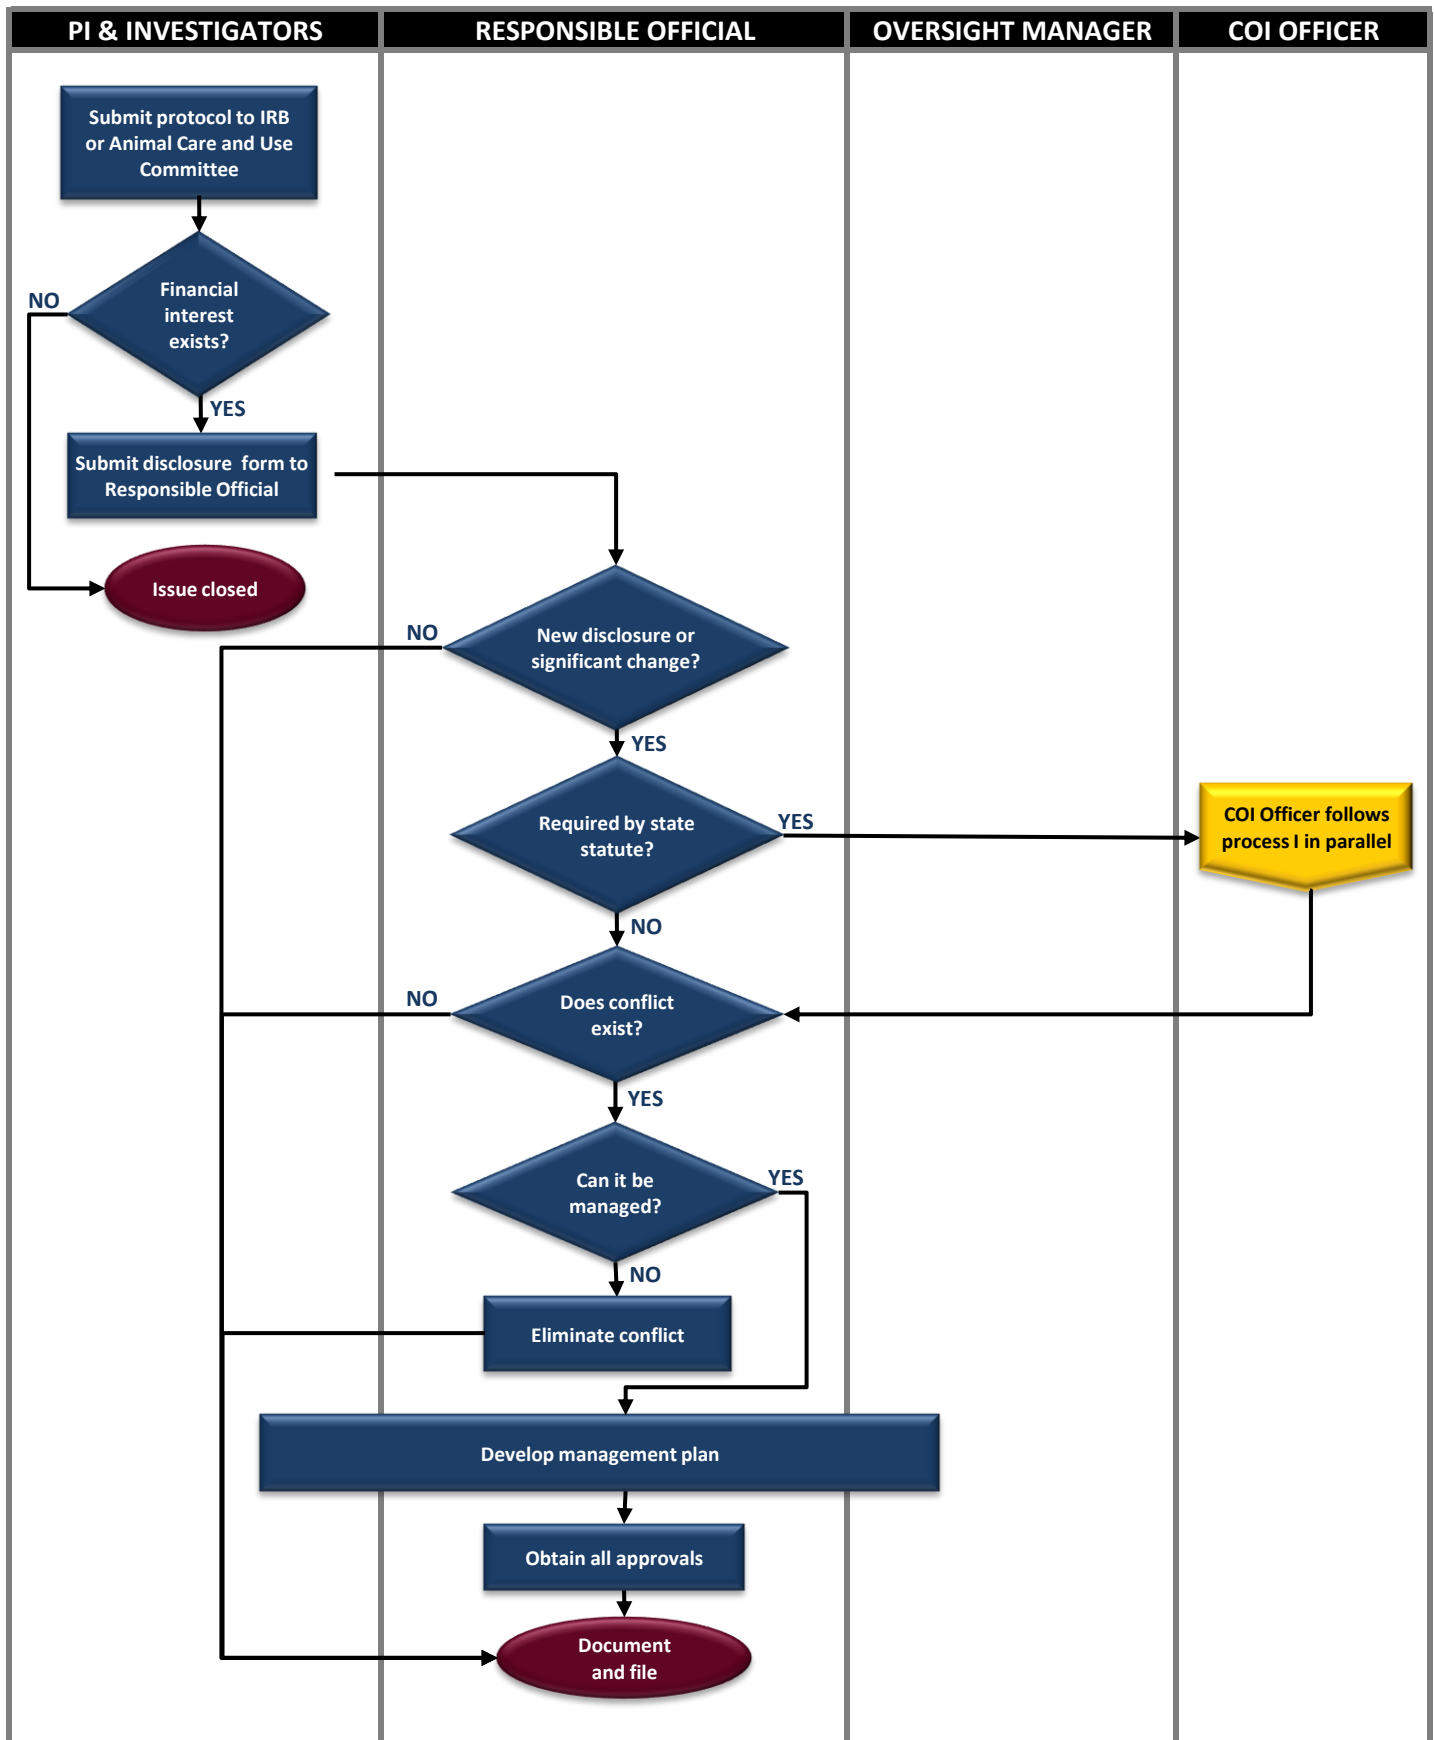 PI & INVESTIGATORS
RESPONSIBLE OFFICIAL
OVERSIGHT MANAGER
COI OFFICER
Submit protocol to IRB
or Animal Care and Use
Committee
Financial
interest
exists?
NO
YES
Submit disclosure form to
Responsible Official
Issue closed
New disclosure or
significant change?
NO
YES
Required by state
statute?
YES
COI Officer follows
process I in parallel
NO
Does conflict
exist?
NO
YES
Can it be
managed?
YES
NO
Eliminate conflict
Develop management plan
Obtain all approvals
Document
and file